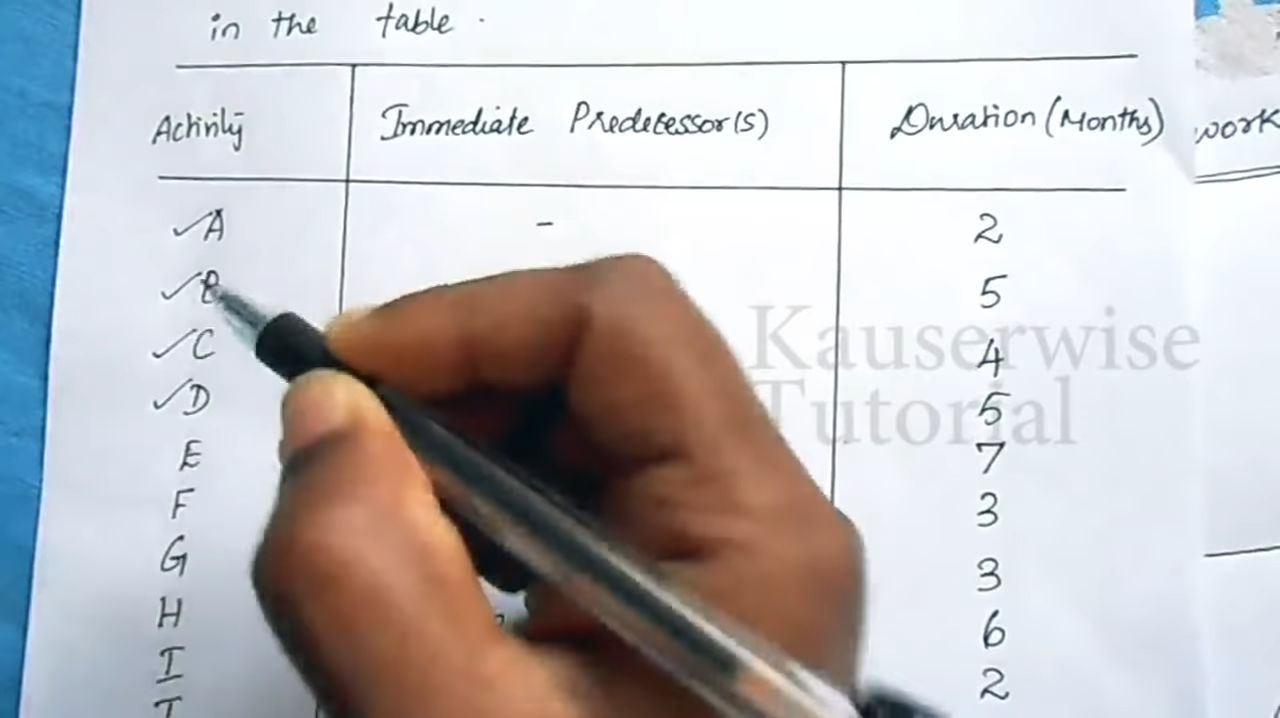 in the table.
Activity Immediate Predecessor(s) Duration (Months)
work
A - 2
B 5
C 4
D 5
E 7
F 3
G 3
H 6
I 2
Kauserwise
Tutorial